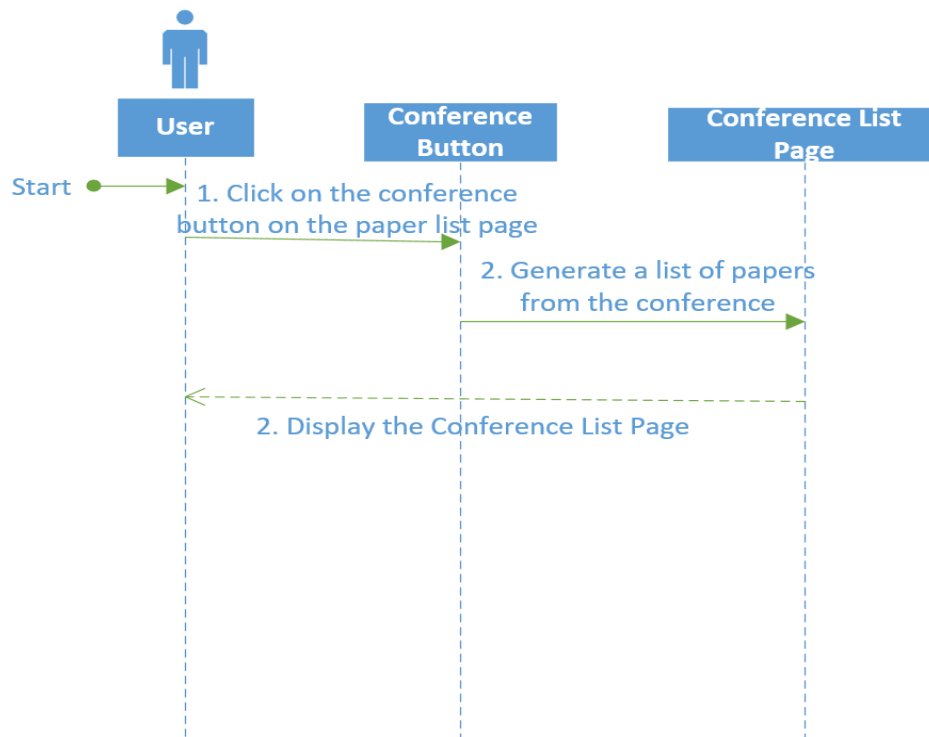 User
Conference
Button
Conference List
Page
Start
1. Click on the conference
button on the paper list page
2. Generate a list of papers
from the conference
2. Display the Conference List Page